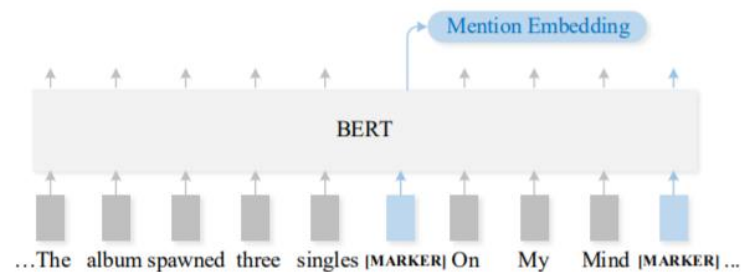 Mention Embedding
BERT
...The album spawned three singles [MARKER] On My Mind [MARKER] ...